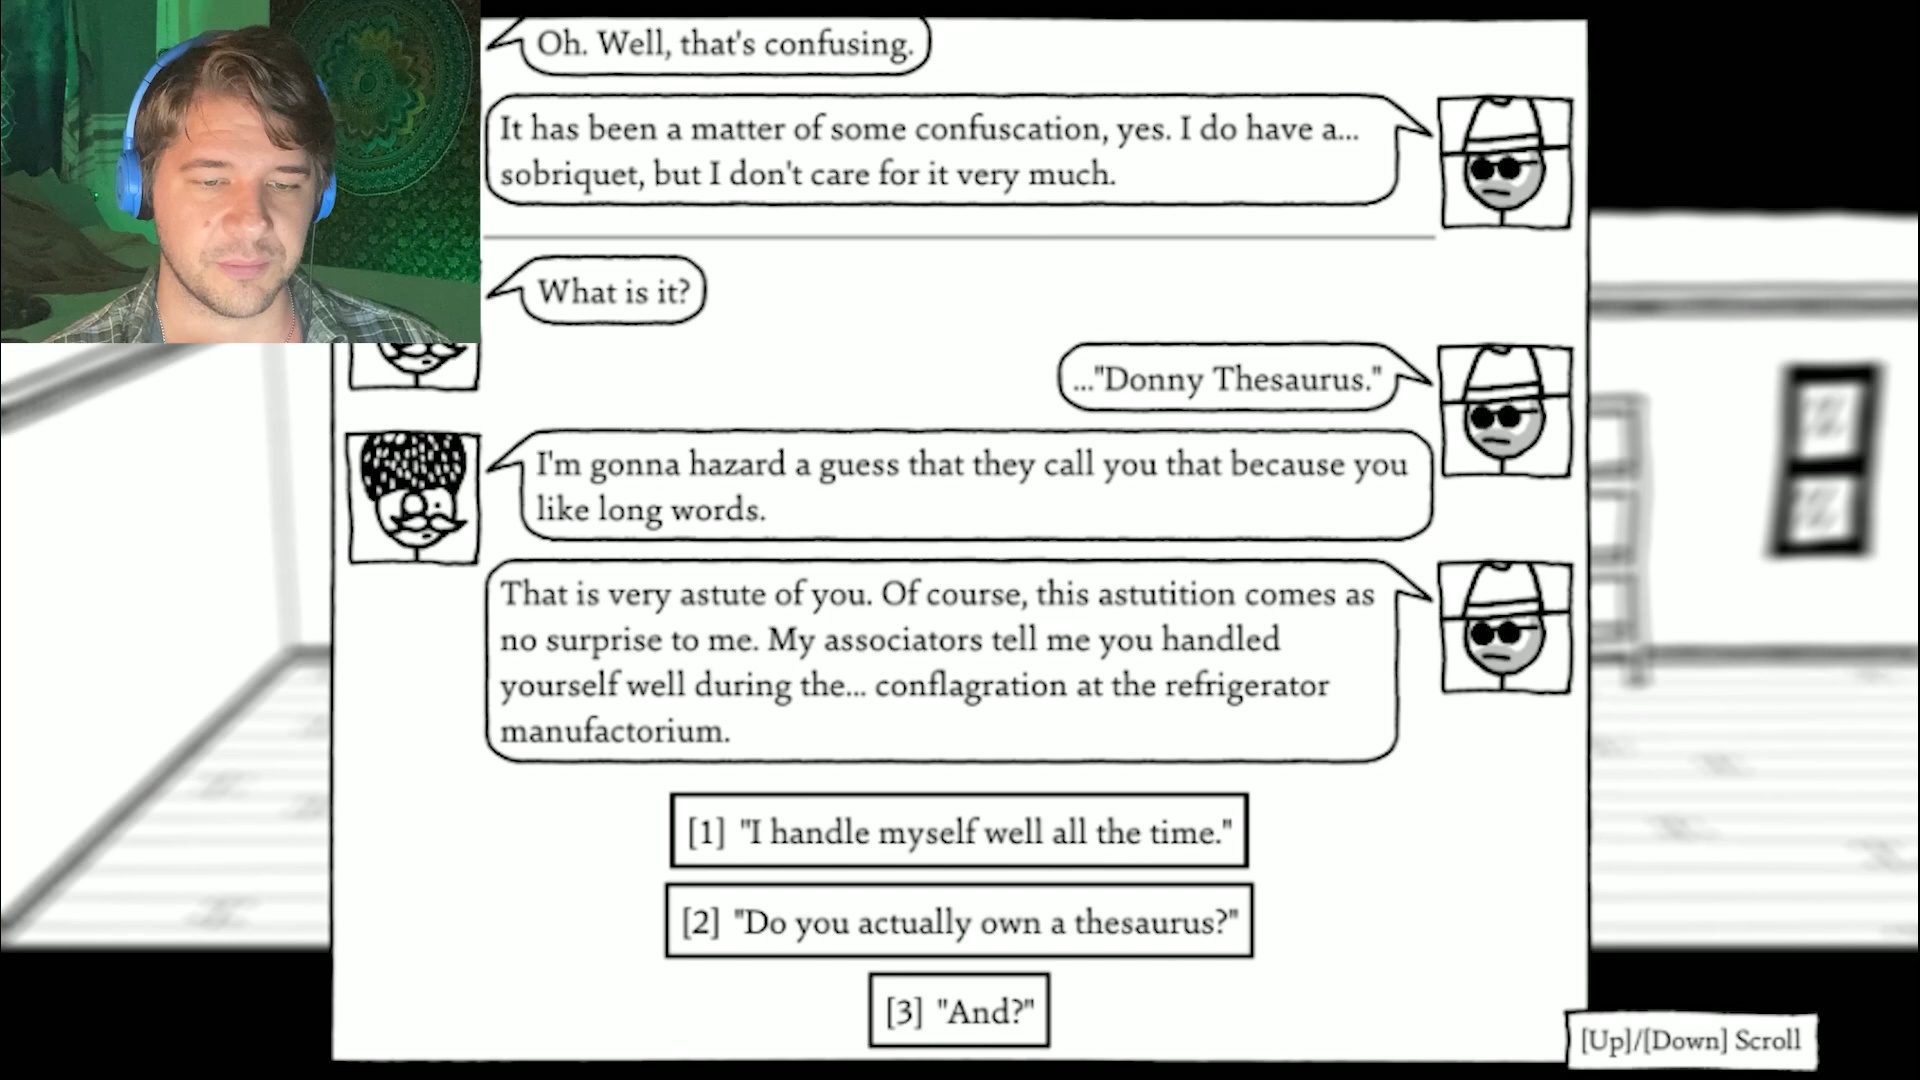 Oh. Well, that's confusing.
It has been a matter of some confuscation, yes. I do have a...
sobriquet, but I don't care for it very much.
What is it?
..."Donny Thesaurus."
I'm gonna hazard a guess that they call you that because you
like long words.
That is very astute of you. Of course, this astutition comes as
no surprise to me. My associators tell me you handled
yourself well during the... conflagration at the refrigerator
manufactorium.
[1] "I handle myself well all the time."
[2] "Do you actually own a thesaurus?"
[3] "And?"
[Up]/[Down] Scroll